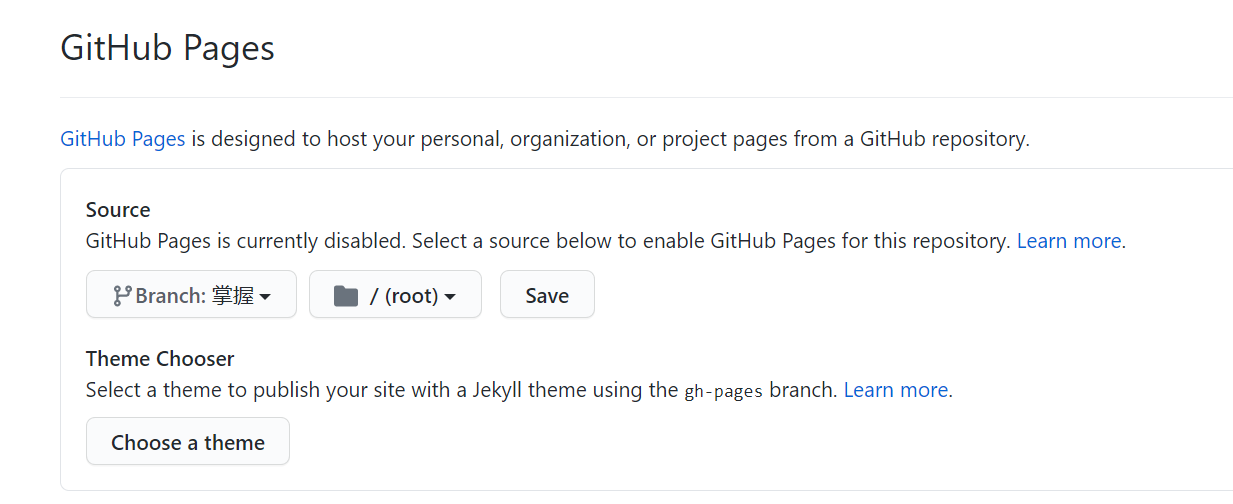 GitHub Pages
GitHub Pages is designed to host your personal, organization, or project pages from a GitHub repository.
Source
GitHub Pages is currently disabled. Select a source below to enable GitHub Pages for this repository. Learn more.
Branch: 掌握 / (root) Save
Theme Chooser
Select a theme to publish your site with a Jekyll theme using the gh-pages branch. Learn more.
Choose a theme